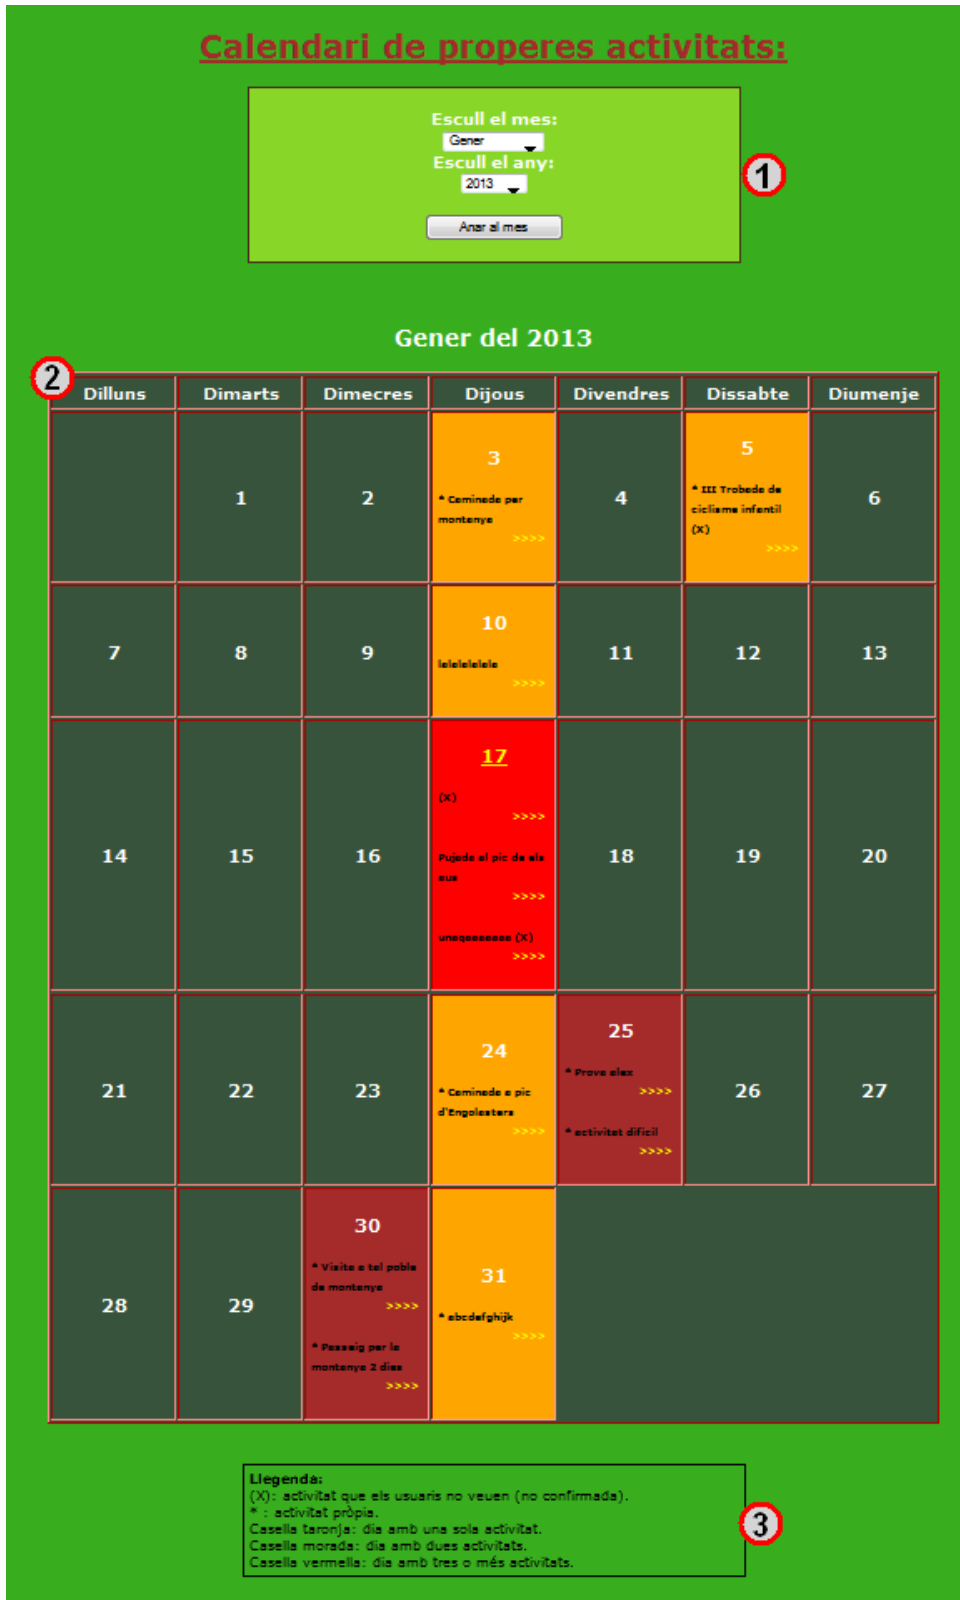 Calendari de properes activitats:
Escull el mes:
Gener
Escull el any:
2013
Anar al mes
1
Gener del 2013
2
Dilluns Dimarts Dimecres Dijous Divendres Dissabte Diumenje
1 2 3 4 5 6
* Caminada per
montanya
>>>>
* III Trobada de
ciclisme infantil
(X)
>>>>
7 8 9 10 11 12 13
lalalalalala
>>>>
14 15 16 17 18 19 20
(X)
>>>>
Pujada al pic de els
aus
>>>>
(X)
>>>>
21 22 23 24 25 26 27
* Caminada a pic
d'Engolasters
>>>>
* Prova alex
>>>>
* activitat dificil
>>>>
28 29 30 31
* Visita a tal poble
de montanya
>>>>
* Passeig per la
montanya 2 dies
>>>>
* abcdefghijk
>>>>
Llegenda:
(X): activitat que els usuaris no veuen (no confirmada).
* : activitat pròpia.
Casella taronja: dia amb una sola activitat.
Casella morada: dia amb dues activitats.
Casella vermella: dia amb tres o més activitats.
3